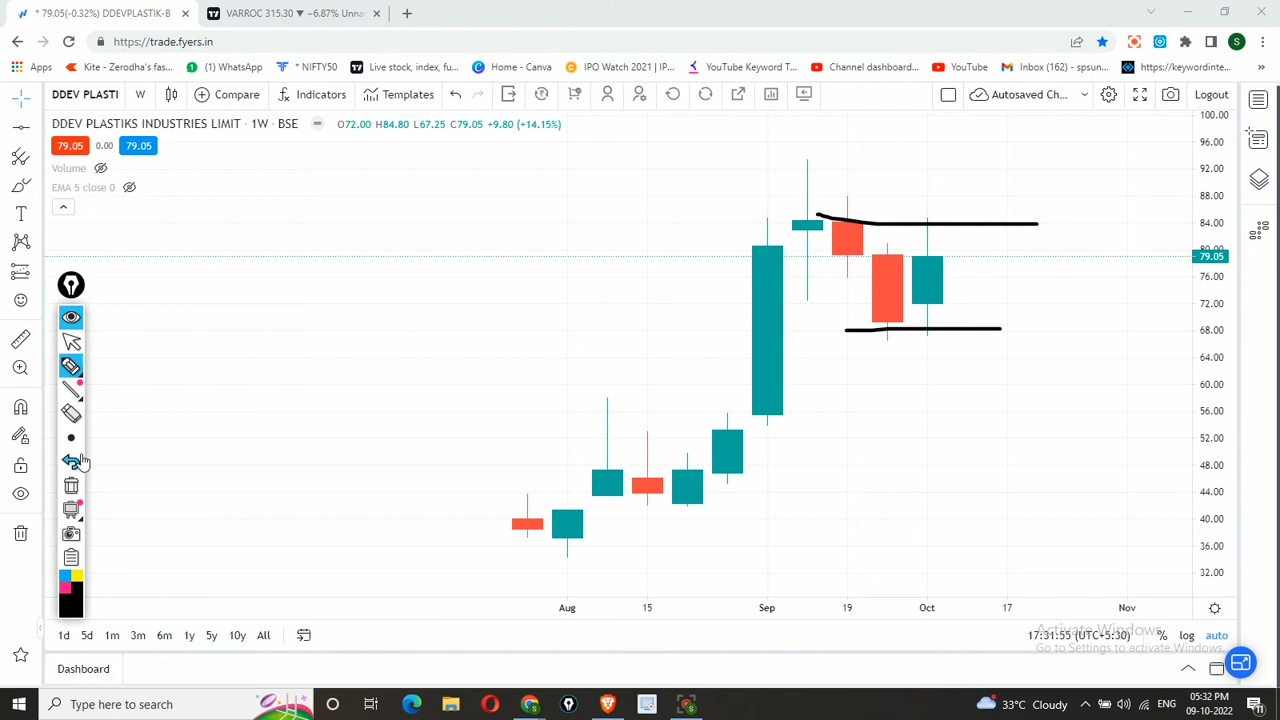 * 79.05(-0.32%) DDEVPLASTIK-B
VARROC 315.30 ▼ −6.87% Unna
https://trade.fyers.in
S
Apps
Kite - Zerodha's fas...
(1) WhatsApp
* NIFTY50
Live stock, index, fu...
Home - Canva
IPO Watch 2021 | IP...
YouTube Keyword T...
Channel dashboard...
YouTube
Inbox (162) - spsun...
https://keywordinte...
»
DDEV PLASTI
W
Compare
Indicators
Templates
Autosaved Ch...
Logout
DDEV PLASTIKS INDUSTRIES LIMIT · 1W · BSE
O72.00 H84.80 L67.25 C79.05 +9.80 (+14.15%)
79.05
0.00
79.05
Volume
EMA 5 close 0
100.00
96.00
92.00
88.00
84.00
80.00
79.05
76.00
72.00
68.00
64.00
60.00
56.00
52.00
48.00
44.00
40.00
36.00
32.00
Aug
15
Sep
19
Oct
17
Nov
1d
5d
1m
3m
6m
1y
5y
10y
All
17:31:55 (UTC+5:30)
%
log
auto
Activate Windows
Go to Settings to activate Windows.
Dashboard
Type here to search
33°C Cloudy
ENG
05:32 PM
09-10-2022